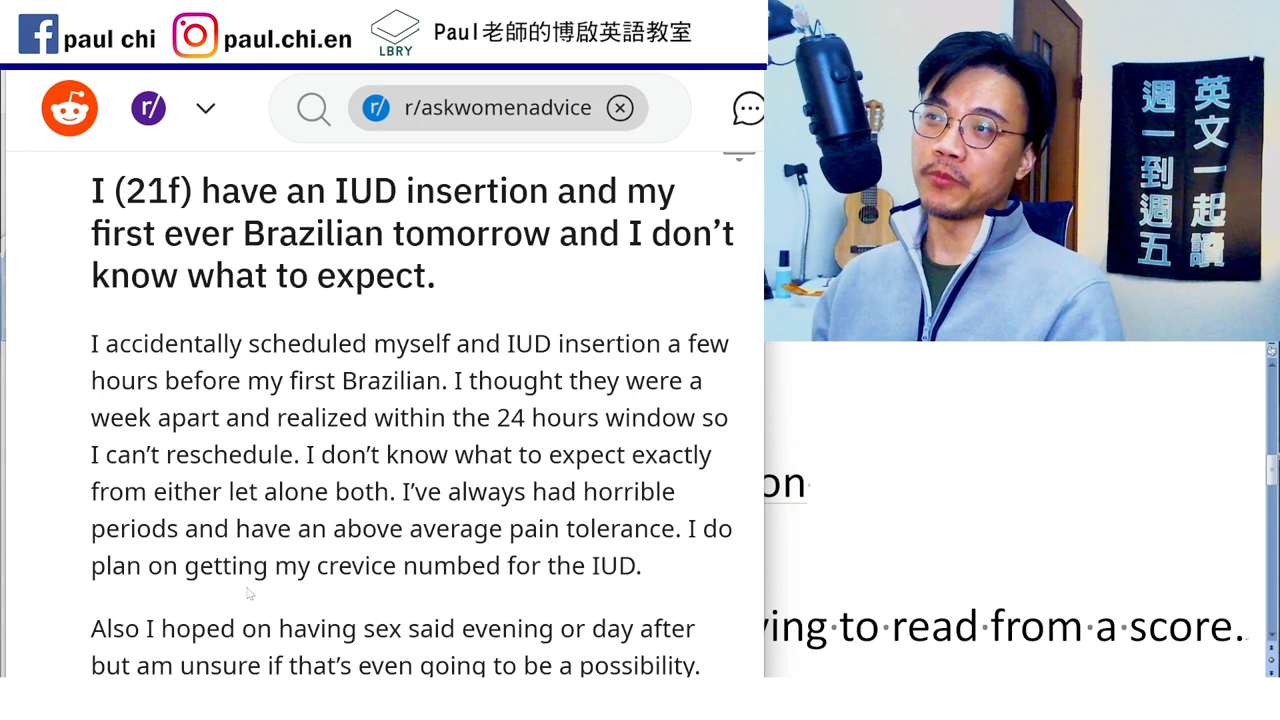 paul chi
paul.chi.en
LBRY
Paul老師的博啟英語教室
r/
r/
r/askwomenadvice
I (21f) have an IUD insertion and my
first ever Brazilian tomorrow and I don’t
know what to expect.
I accidentally scheduled myself and IUD insertion a few
hours before my first Brazilian. I thought they were a
week apart and realized within the 24 hours window so
I can’t reschedule. I don’t know what to expect exactly
from either let alone both. I’ve always had horrible
periods and have an above average pain tolerance. I do
plan on getting my crevice numbed for the IUD.
Also I hoped on having sex said evening or day after
but am unsure if that’s even going to be a possibility.
英文一起讀
週一到週五
on
ying·to·read·from·a·score.